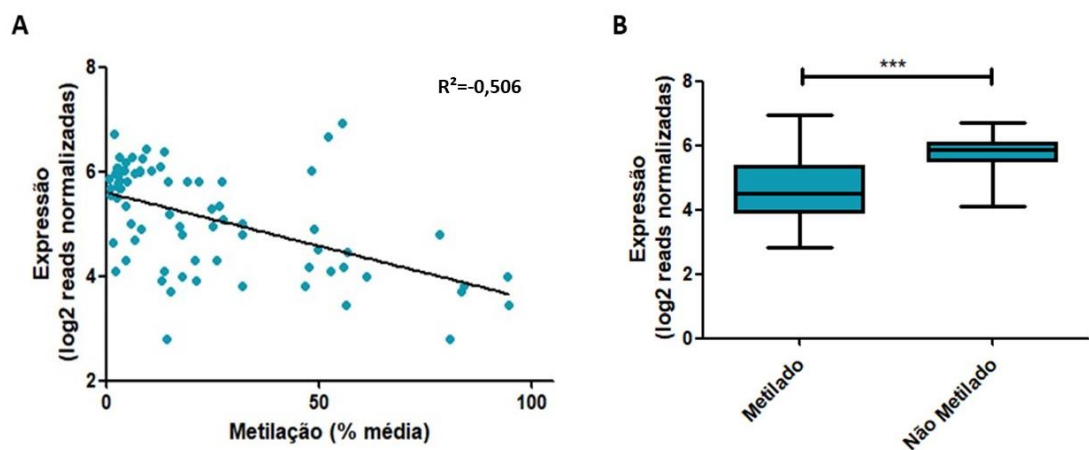 A
Expressão
(log2 reads normalizadas)
8
6
4
2
R²=-0,506
0
50
100
Metilação (% média)
B
Expressão
(log2 reads normalizadas)
8
6
4
2
0
***
Metilado
Não Metilado